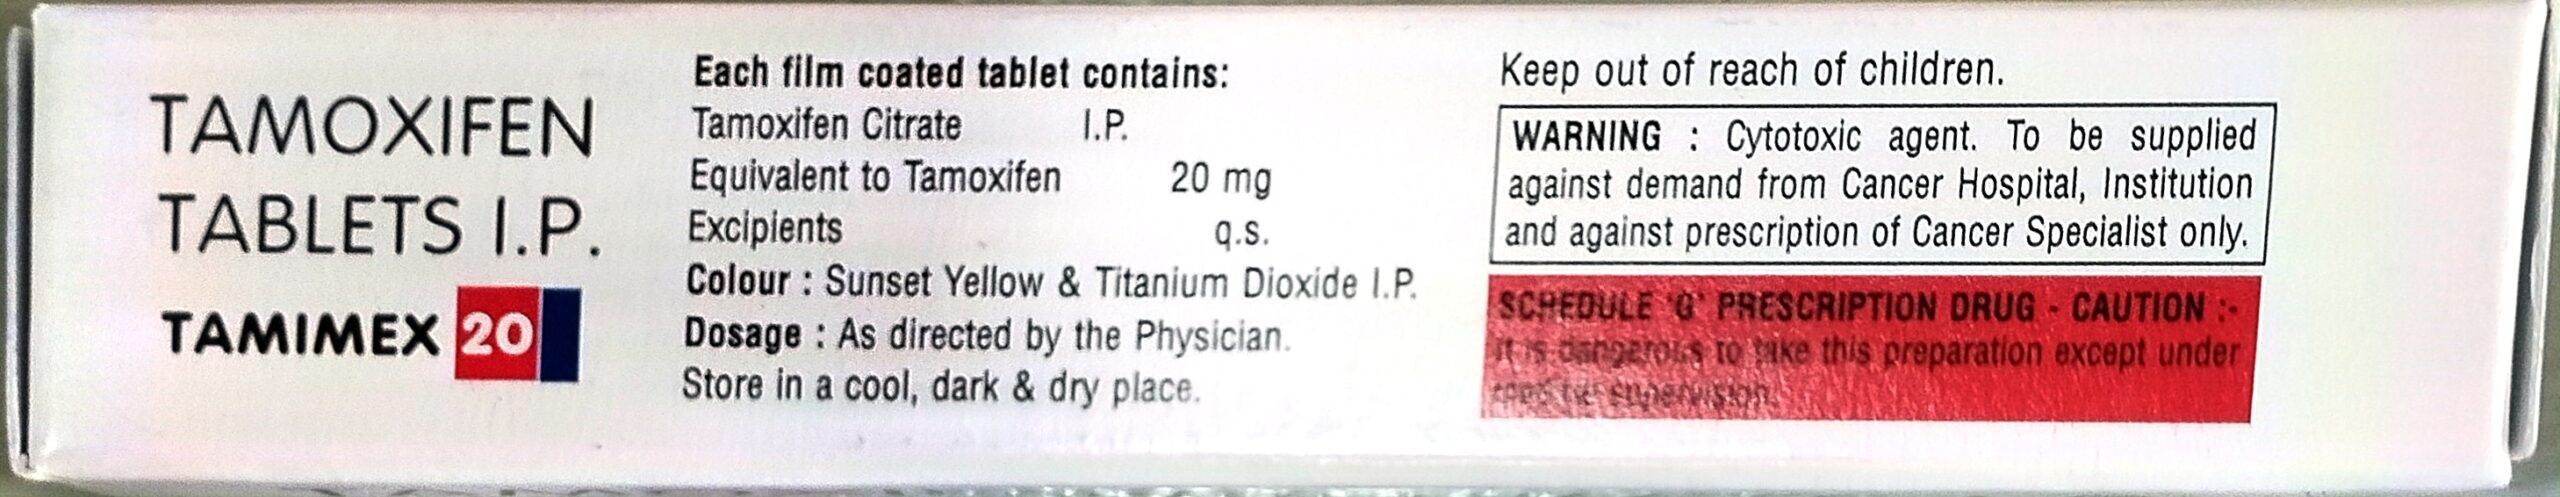 TAMOXIFEN
TABLETS I.P.
TAMIMEX 20
Each film coated tablet contains:
Tamoxifen Citrate I.P.
Equivalent to Tamoxifen 20 mg
Excipients q.s.
Colour : Sunset Yellow & Titanium Dioxide I.P.
Dosage : As directed by the Physician.
Store in a cool, dark & dry place.
Keep out of reach of children.
WARNING : Cytotoxic agent. To be supplied
against demand from Cancer Hospital, Institution
and against prescription of Cancer Specialist only.
SCHEDULE 'G' PRESCRIPTION DRUG - CAUTION :-
It is dangerous to take this preparation except under
supervision.